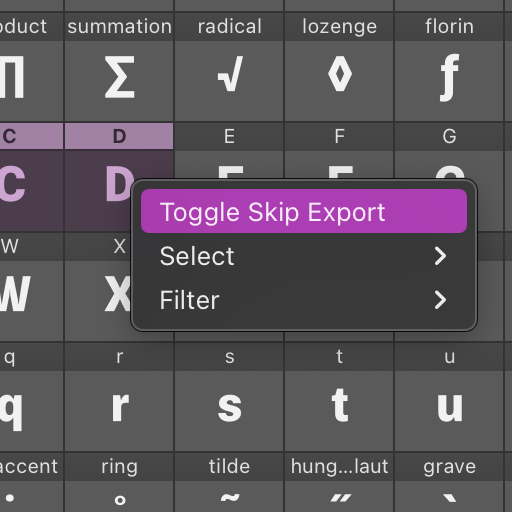 oduct summation radical lozenge florin
∏ ∑ √ ◊ ƒ
C D E F G
C D
W X
W X
Toggle Skip Export
Select
Filter
q r s t u
q r s t u
accent ring tilde hung…laut grave
˚ ˜ ˝ `